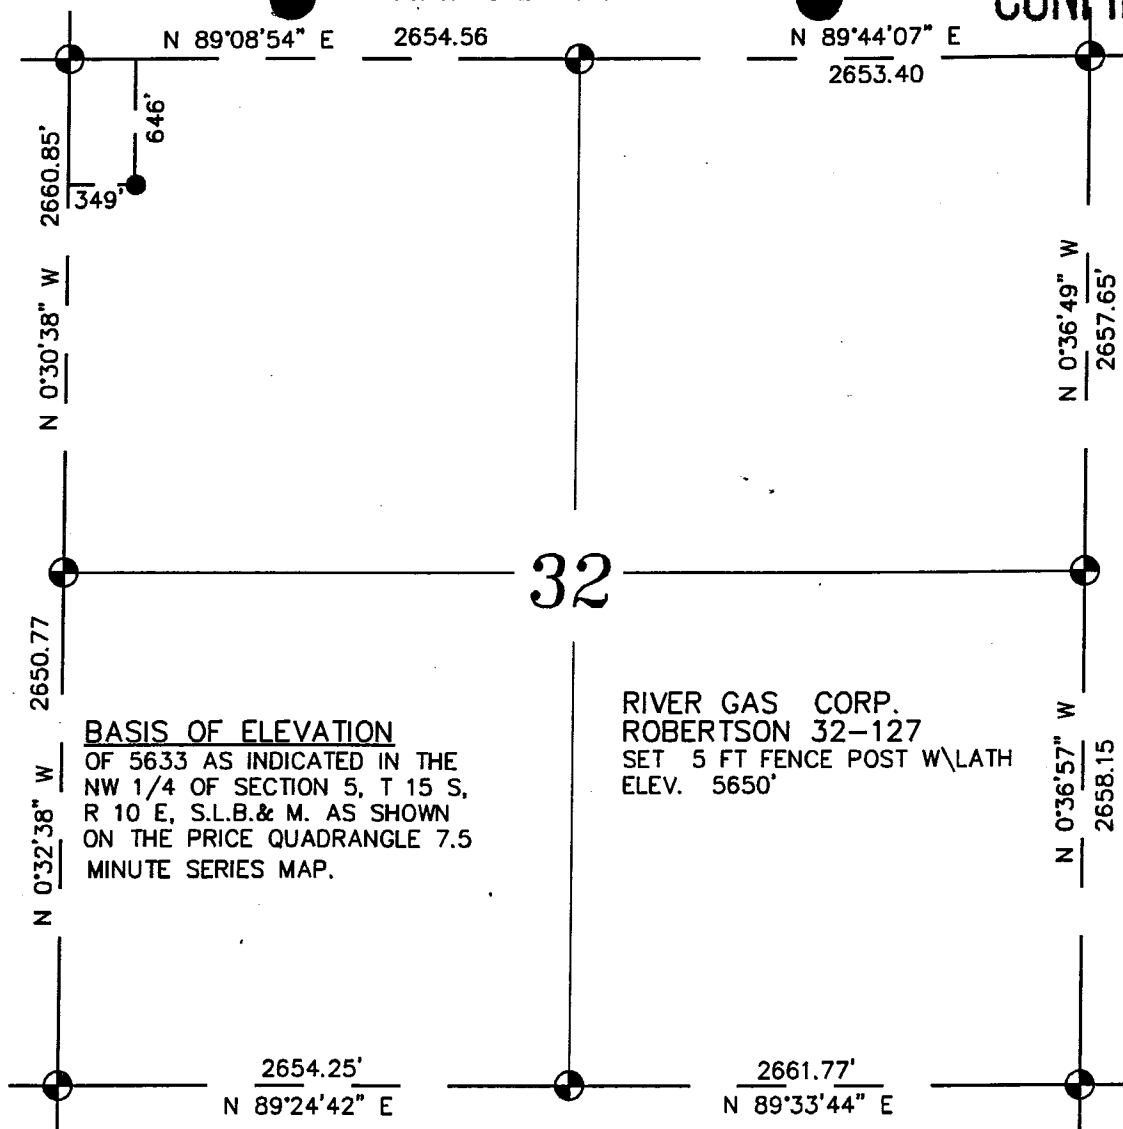 N 89°08'54" E 2654.56 N 89°44'07" E
2653.40
646'
349'
2660.85'
N 0°30'38" W
N 0°36'49" W
2657.65'
32
2650.77
N 0°32'38" W
BASIS OF ELEVATION
OF 5633 AS INDICATED IN THE
NW 1/4 OF SECTION 5, T 15 S,
R 10 E, S.L.B.& M. AS SHOWN
ON THE PRICE QUADRANGLE 7.5
MINUTE SERIES MAP.
RIVER GAS CORP.
ROBERTSON 32-127
SET 5 FT FENCE POST W\LATH
ELEV. 5650'
N 0°36'57" W
2658.15
2654.25'
N 89°24'42" E
2661.77'
N 89°33'44" E